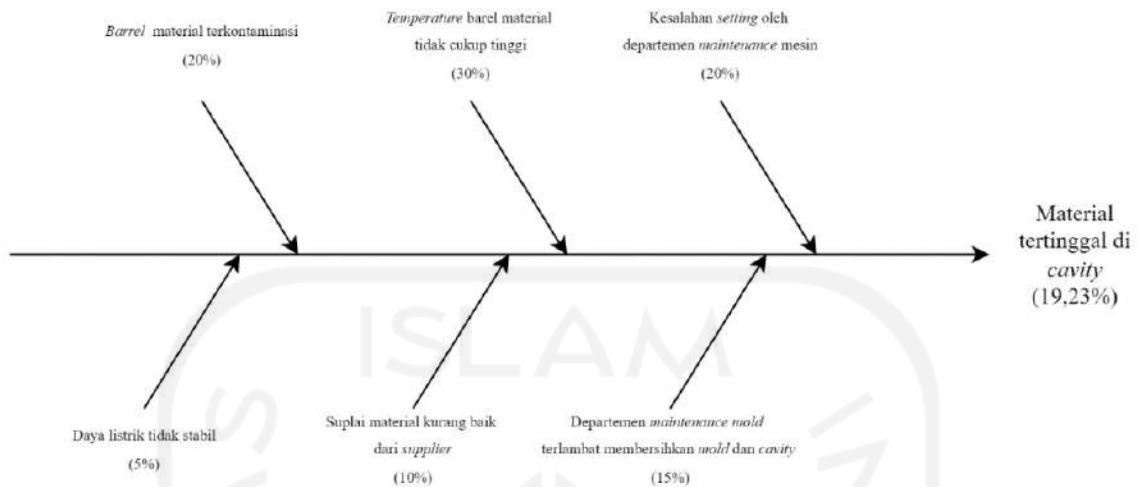 Barrel material terkontaminasi
(20%)
Temperature barel material
tidak cukup tinggi
(30%)
Kesalahan setting oleh
departemen maintenance mesin
(20%)
Material
tertinggal di
cavity
(19,23%)
Daya listrik tidak stabil
(5%)
Suplai material kurang baik
dari supplier
(10%)
Departemen maintenance mold
terlambat membersihkan mold dan cavity
(15%)
ISLAM